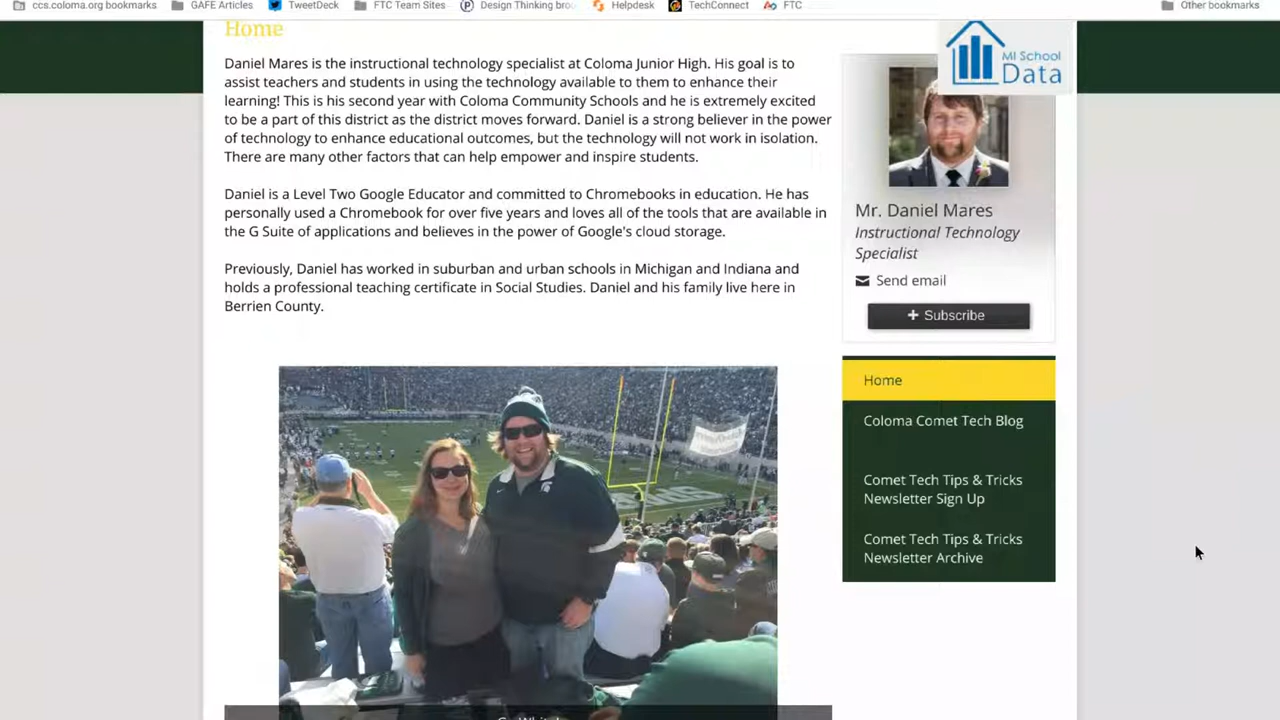 ccs.coloma.org bookmarks GAFE Articles TweetDeck FTC Team Sites Design Thinking bro Helpdesk TechConnect FTC Other bookmarks
Home
MI School
Data
Daniel Mares is the instructional technology specialist at Coloma Junior High. His goal is to
assist teachers and students in using the technology available to them to enhance their
learning! This is his second year with Coloma Community Schools and he is extremely excited
to be a part of this district as the district moves forward. Daniel is a strong believer in the power
of technology to enhance educational outcomes, but the technology will not work in isolation.
There are many other factors that can help empower and inspire students.
Daniel is a Level Two Google Educator and committed to Chromebooks in education. He has
personally used a Chromebook for over five years and loves all of the tools that are available in
the G Suite of applications and believes in the power of Google's cloud storage.
Previously, Daniel has worked in suburban and urban schools in Michigan and Indiana and
holds a professional teaching certificate in Social Studies. Daniel and his family live here in
Berrien County.
Mr. Daniel Mares
Instructional Technology
Specialist
Send email
+ Subscribe
Home
Coloma Comet Tech Blog
Comet Tech Tips & Tricks
Newsletter Sign Up
Comet Tech Tips & Tricks
Newsletter Archive